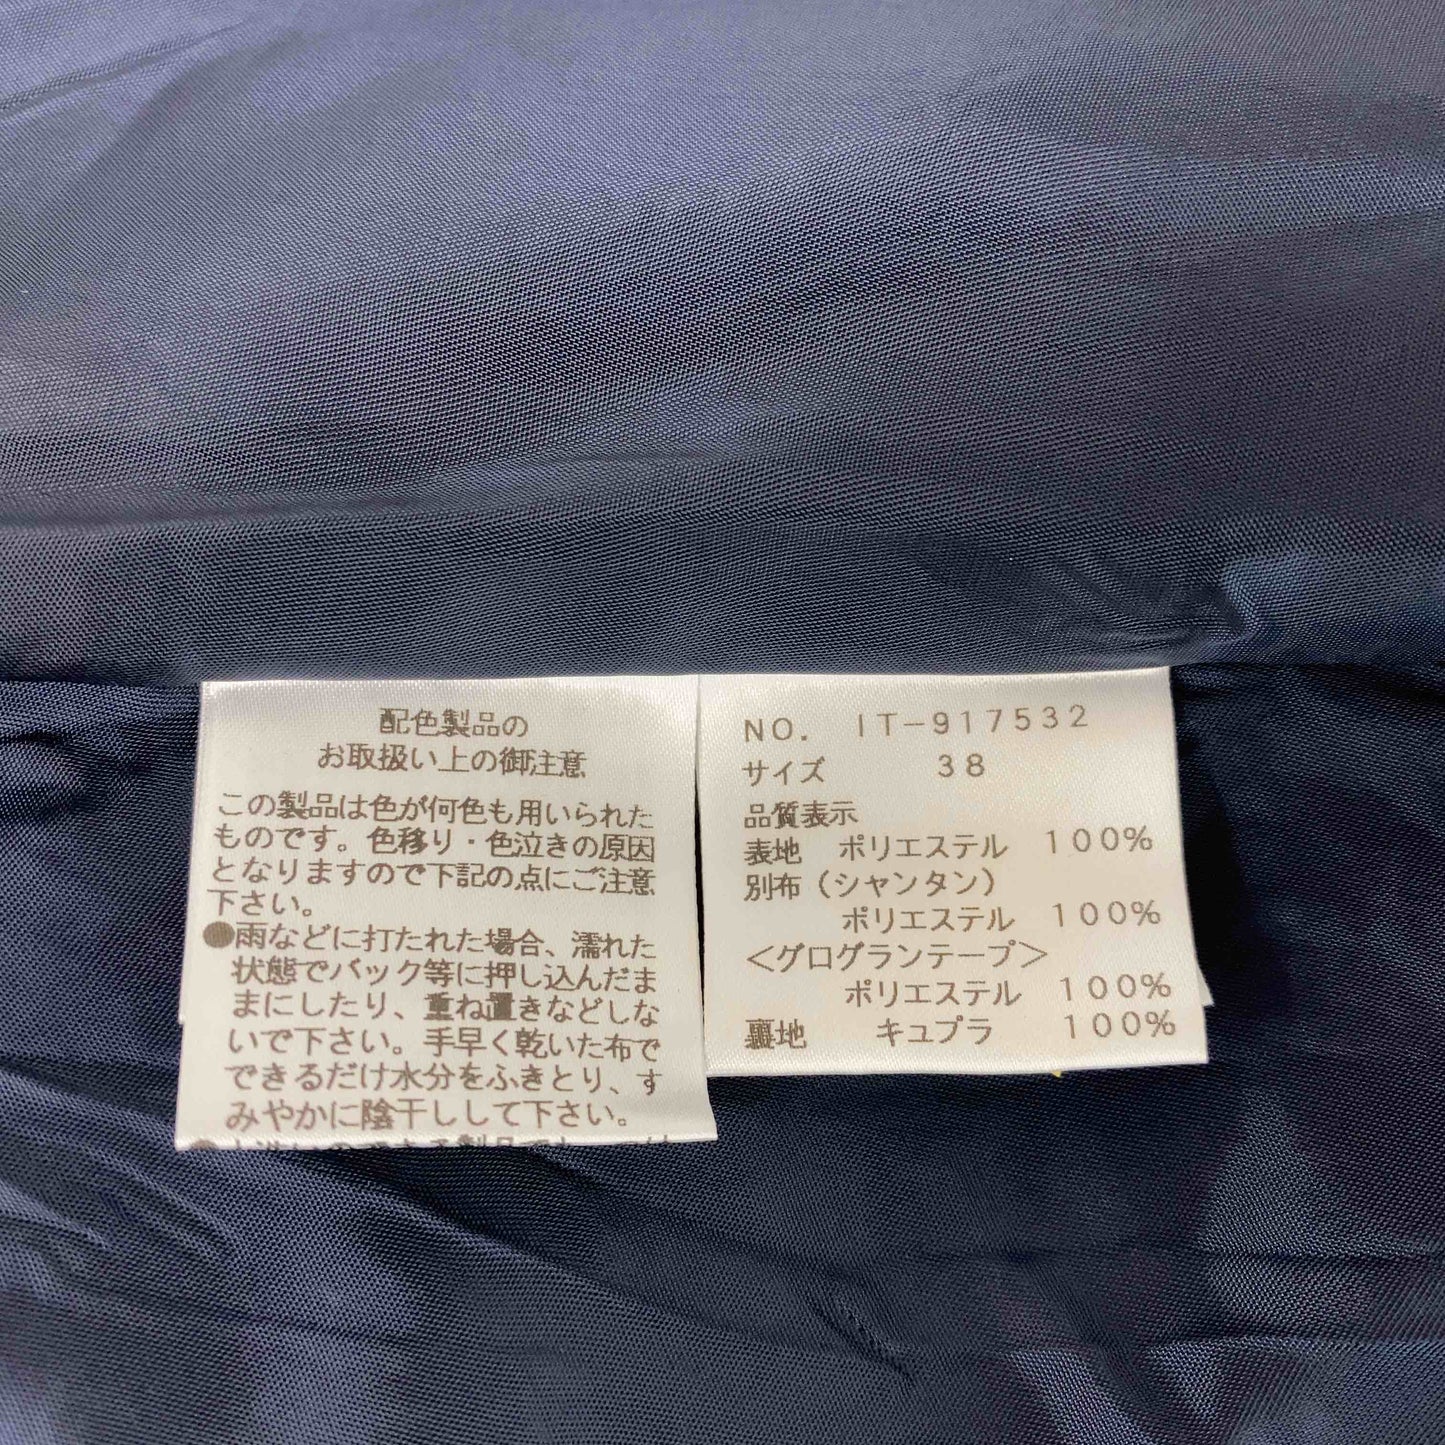 配色製品の
お取扱い上の御注意
この製品は色が何色も用いられた
ものです。色移り・色泣きの原因
となりますので下記の点にご注意
下さい。
●雨などに打たれた場合、濡れた
状態でバック等に押し込んだま
まにしたり、重ね置きなどしな
いで下さい。手早く乾いた布で
できるだけ水分をふきとり、す
みやかに陰干しして下さい。
NO. IT-917532
サイズ 38
品質表示
表地 ポリエステル 100%
別布(シャンタン)
ポリエステル 100%
<グログランテープ>
ポリエステル 100%
裏地 キュプラ 100%